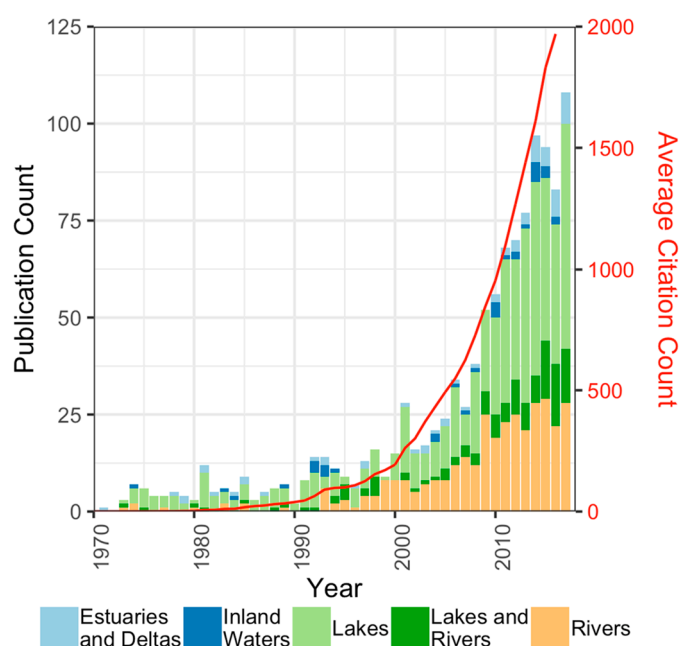 125
100
75
50
25
0
Publication Count
2000
1500
1000
500
0
Average Citation Count
1970
1980
1990
2000
2010
Year
Estuaries
and Deltas
Inland
Waters
Lakes
Lakes and
Rivers
Rivers